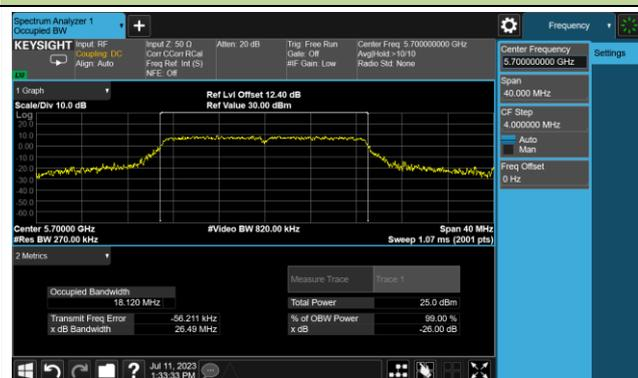 Spectrum Analyzer 1
Occupied BW
Frequency
KEYSIGHT
Input: RF
Coupling: DC
Align: Auto
Input Z: 50 Ω
Corr CCorr RCal
Freq Ref: Int (S)
NFE: Off
Atten: 20 dB
Trig: Free Run
Gate: Off
#IF Gain: Low
Center Freq: 5.700000000 GHz
Avg|Hold:>10/10
Radio Std: None
Center Frequency
5.700000000 GHz
Settings
Span
40.000 MHz
CF Step
4.000000 MHz
Auto
Man
Freq Offset
0 Hz
1 Graph
Scale/Div 10.0 dB
Ref Lvl Offset 12.40 dB
Ref Value 30.00 dBm
Log
20.0
10.0
0.00
-10.0
-20.0
-30.0
-40.0
-50.0
-60.0
Center 5.70000 GHz
#Res BW 270.00 kHz
#Video BW 820.00 kHz
Span 40 MHz
Sweep 1.07 ms (2001 pts)
2 Metrics
Measure Trace
Trace 1
Occupied Bandwidth
18.120 MHz
Total Power
25.0 dBm
Transmit Freq Error
-56.211 kHz
% of OBW Power
99.00 %
x dB Bandwidth
26.49 MHz
x dB
-26.00 dB
Jul 11, 2023
1:33:33 PM